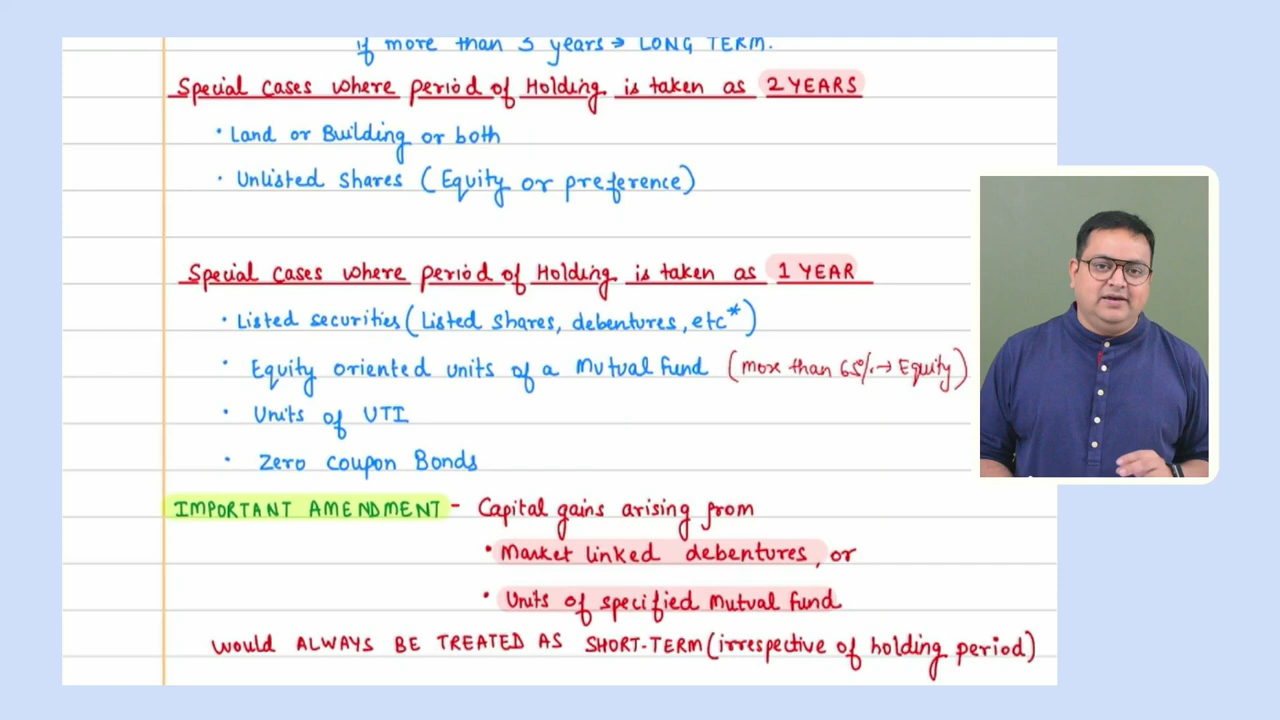 if more than 3 years → LONG TERM.
Special cases where period of Holding is taken as 2 YEARS
• Land or Building or both
• Unlisted shares (Equity or preference)
Special cases where period of Holding is taken as 1 YEAR
• Listed securities (Listed shares, debentures, etc*)
• Equity oriented units of a Mutual fund (more than 65% → Equity)
• Units of UTI
• Zero coupon Bonds
IMPORTANT AMENDMENT - Capital gains arising from
• Market linked debentures, or
• Units of specified Mutual fund
would ALWAYS BE TREATED AS SHORT-TERM (irrespective of holding period)